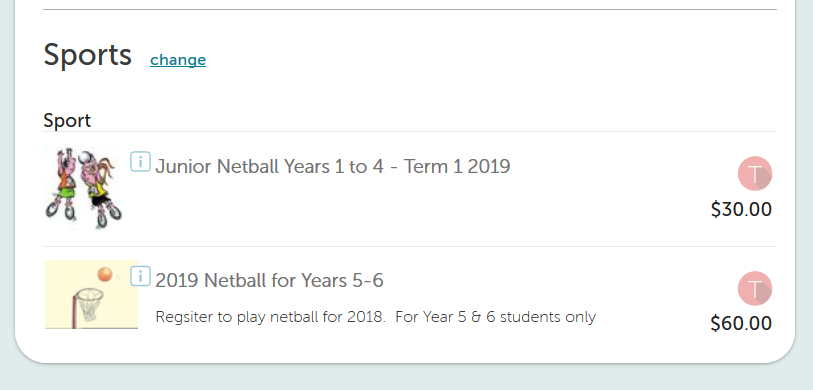 Sports change
Sport
i Junior Netball Years 1 to 4 - Term 1 2019
T
$30.00
i 2019 Netball for Years 5-6
T
Regsiter to play netball for 2018. For Year 5 & 6 students only
$60.00